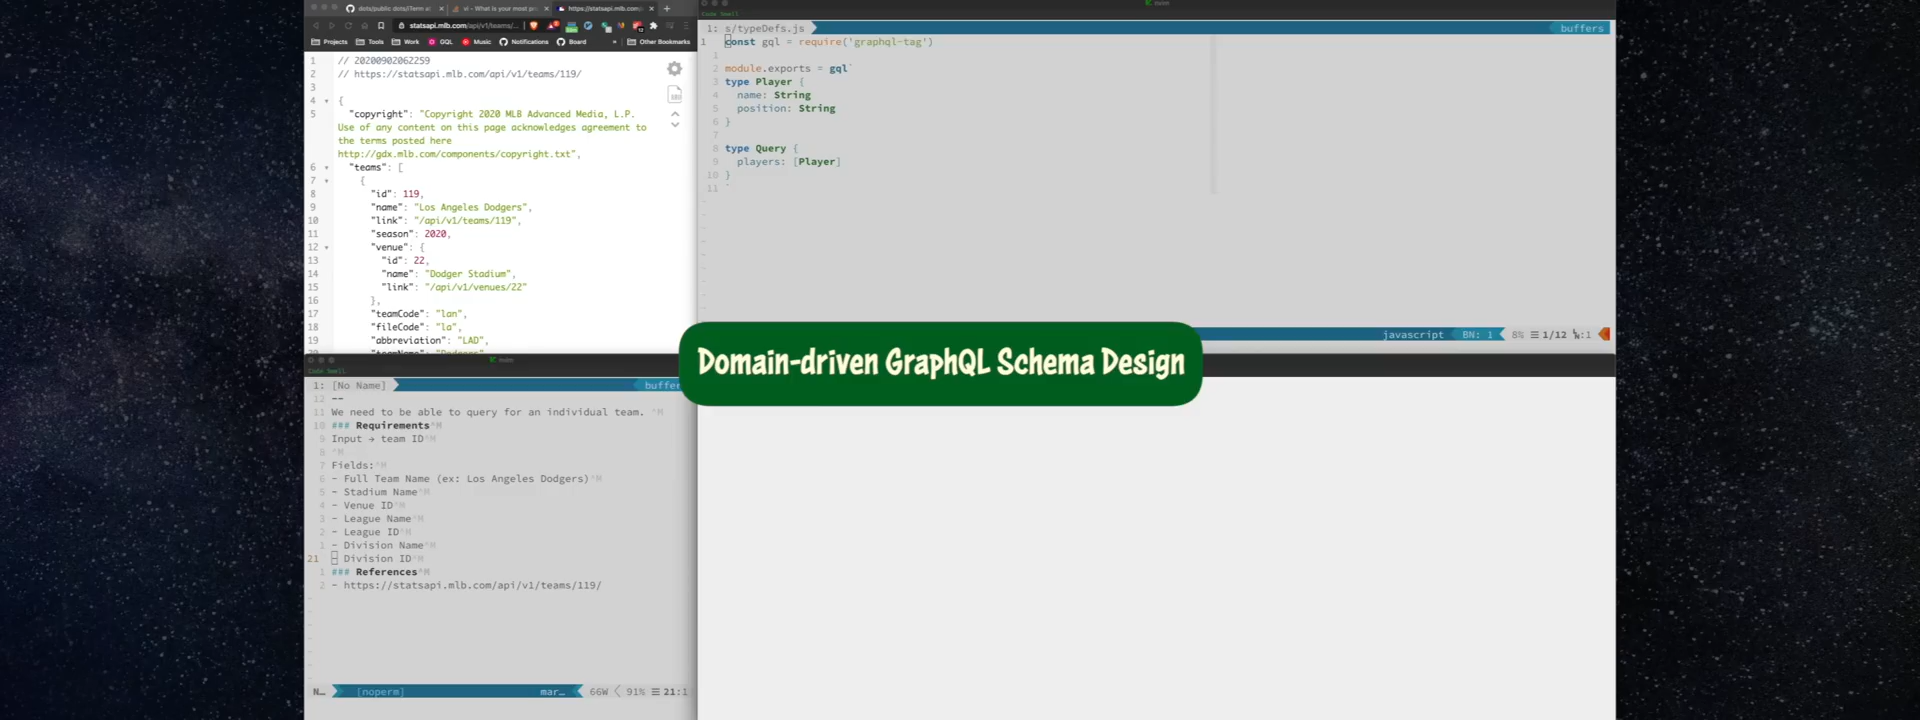 dots/public dots/iTerm at
vi - What is your most pro
https://statsapi.mlb.com/
statsapi.mlb.com/api/v1/teams/...
Projects Tools Work GQL Music Notifications Board » Other Bookmarks
1 // 20200902062259
2 // https://statsapi.mlb.com/api/v1/teams/119/
3
4 {
5 "copyright": "Copyright 2020 MLB Advanced Media, L.P.
Use of any content on this page acknowledges agreement to
the terms posted here
http://gdx.mlb.com/components/copyright.txt",
6 "teams": [
7 {
8 "id": 119,
9 "name": "Los Angeles Dodgers",
10 "link": "/api/v1/teams/119",
11 "season": 2020,
12 "venue": {
13 "id": 22,
14 "name": "Dodger Stadium",
15 "link": "/api/v1/venues/22"
16 },
17 "teamCode": "lan",
18 "fileCode": "la",
19 "abbreviation": "LAD",
1: s/typeDefs.js
buffers
1 const gql = require('graphql-tag')
1
2 module.exports = gql`
3 type Player {
4 name: String
5 position: String
6 }
7
8 type Query {
9 players: [Player]
10 }
11 `
javascript BN: 1 8% ☰ 1/12 :1
Domain-driven GraphQL Schema Design
1: [No Name]
buffer
12 --
11 We need to be able to query for an individual team. ^M
10 ### Requirements^M
9 Input → team ID^M
8 ^M
7 Fields:^M
6 - Full Team Name (ex: Los Angeles Dodgers)^M
5 - Stadium Name^M
4 - Venue ID^M
3 - League Name^M
2 - League ID^M
1 - Division Name^M
21 - Division ID^M
1 ### References^M
2 - https://statsapi.mlb.com/api/v1/teams/119/
N… [noperm] mar… 66W 91% ☰ 21:1